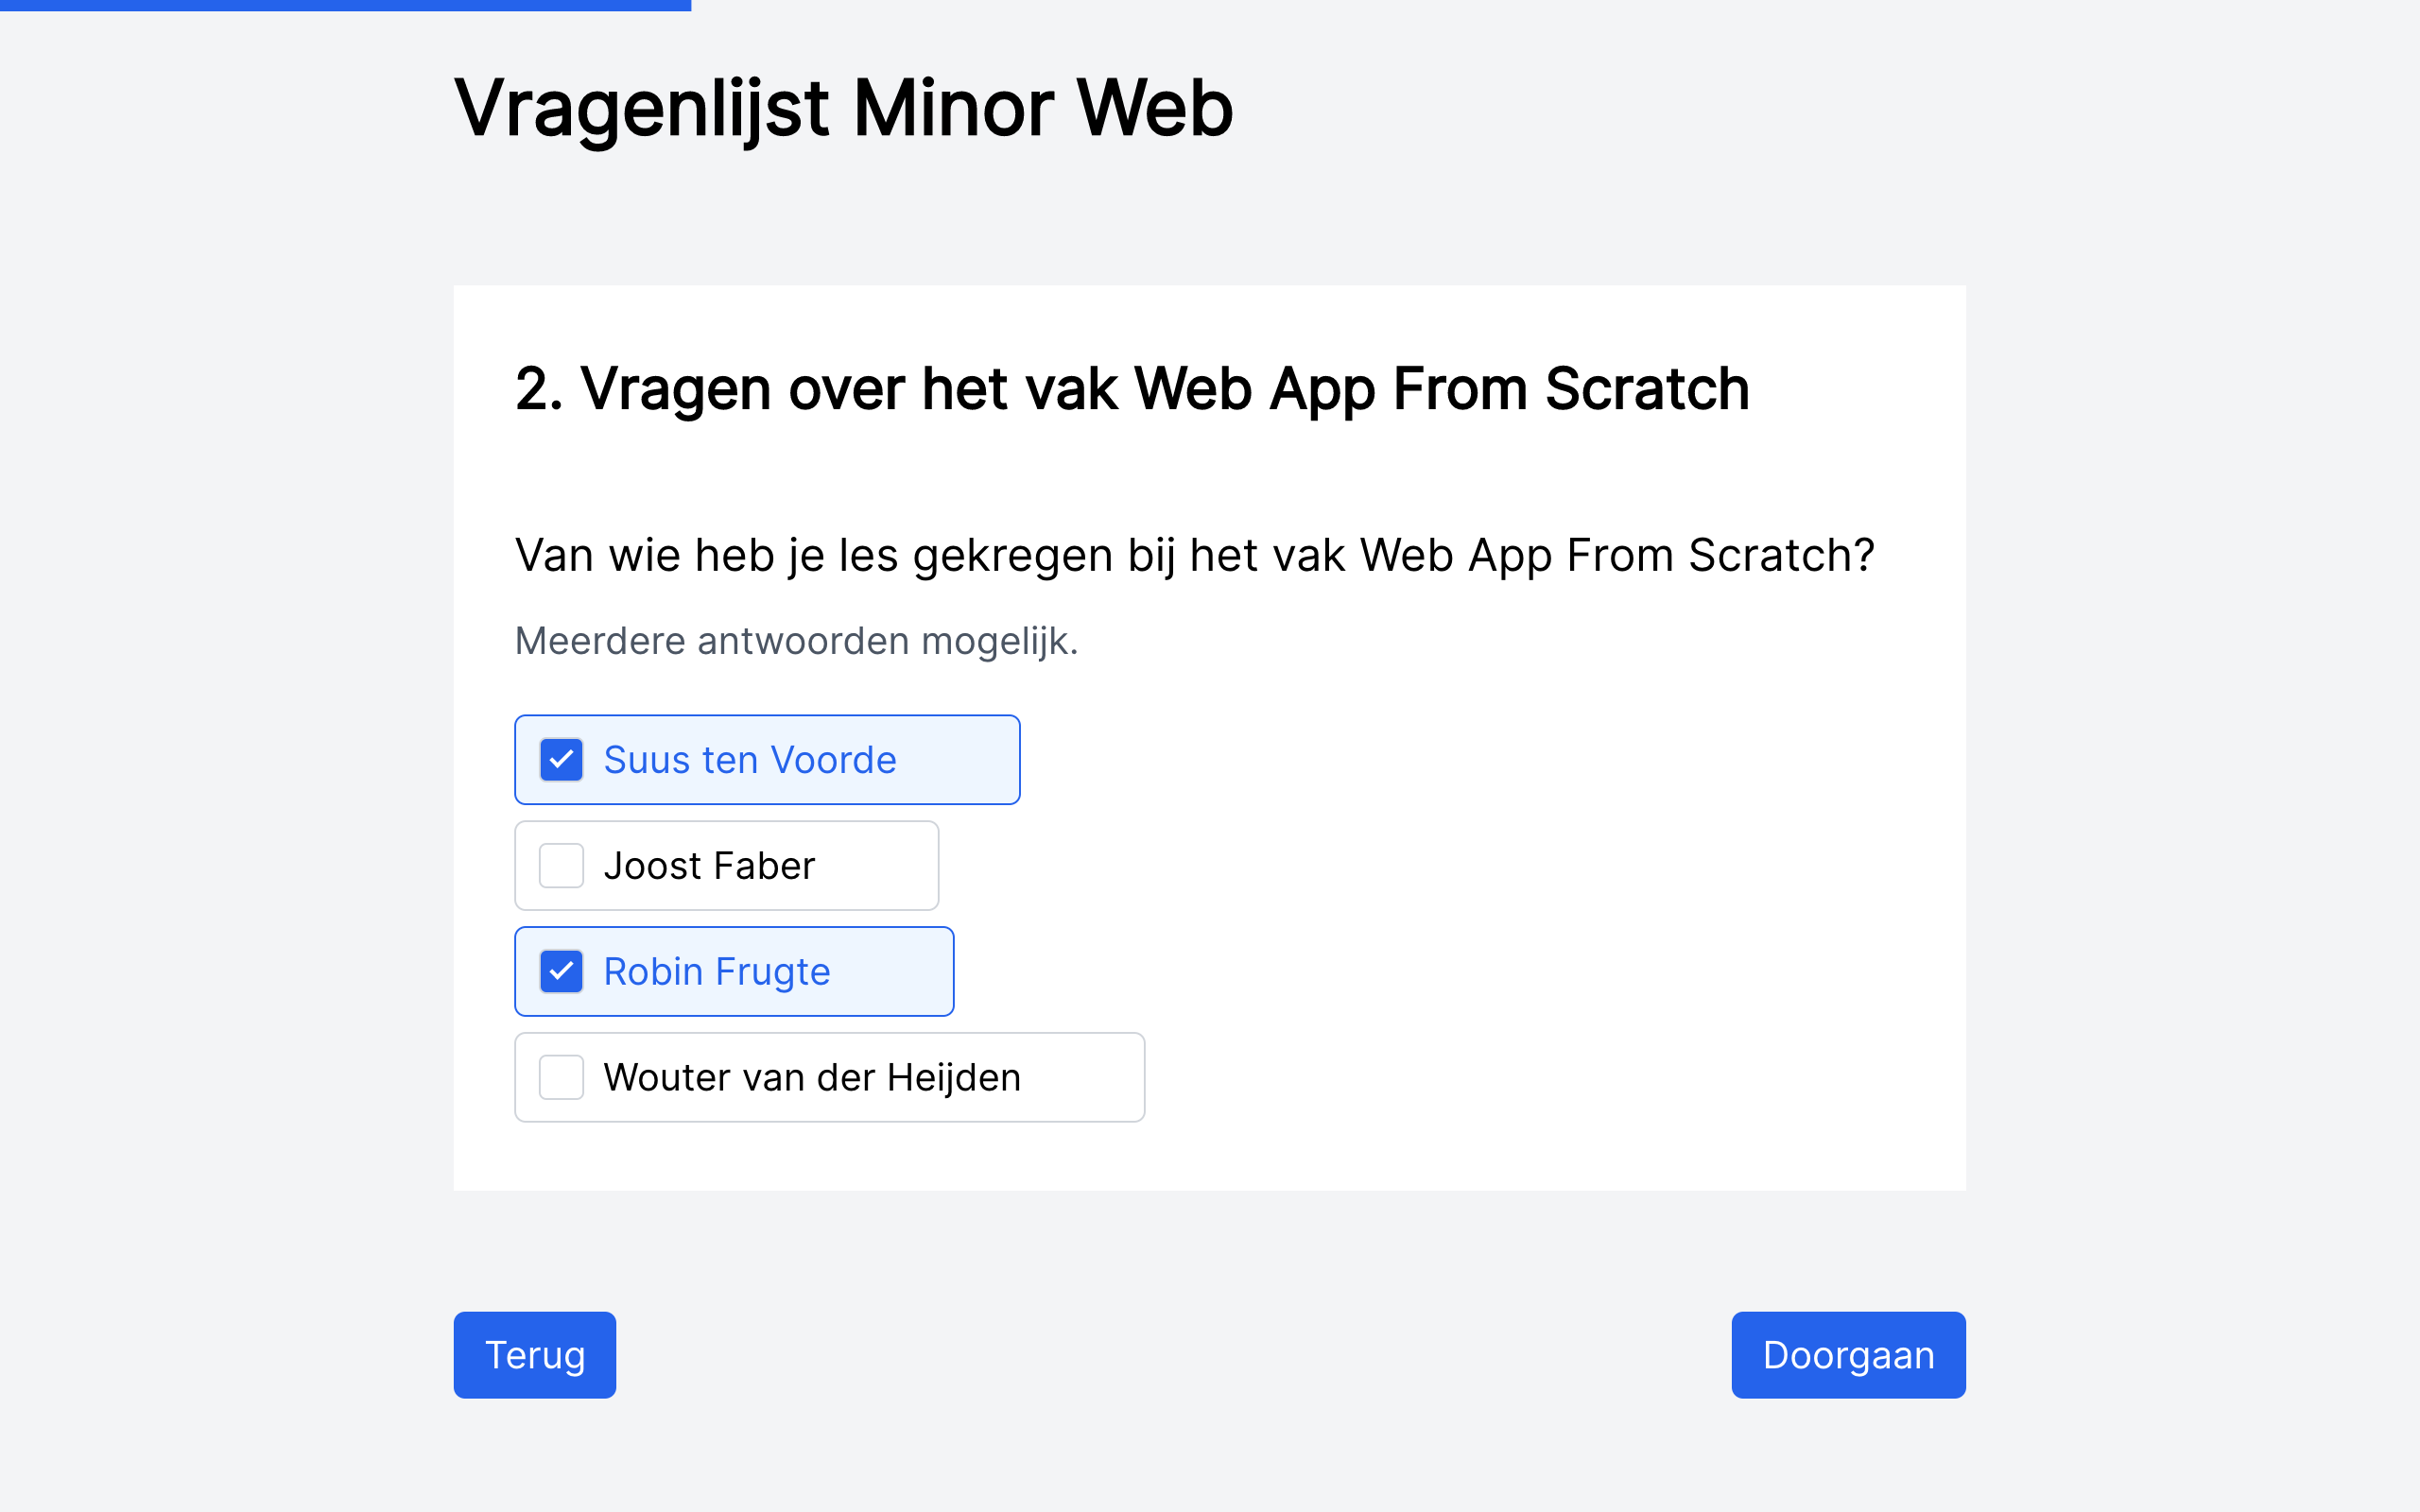 Vragenlijst Minor Web
2. Vragen over het vak Web App From Scratch
Van wie heb je les gekregen bij het vak Web App From Scratch?
Meerdere antwoorden mogelijk.
Suus ten Voorde
Joost Faber
Robin Frugte
Wouter van der Heijden
Terug
Doorgaan